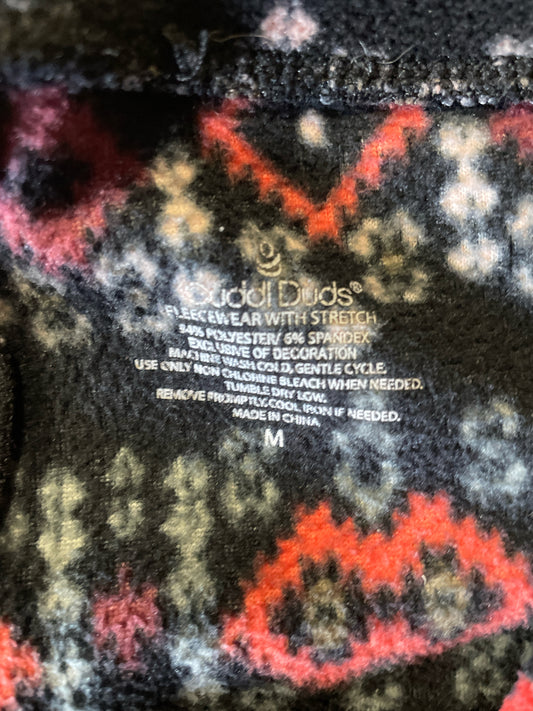 Cuddl Duds®
FLEECEWEAR WITH STRETCH
94% POLYESTER/ 6% SPANDEX
EXCLUSIVE OF DECORATION
MACHINE WASH COLD, GENTLE CYCLE.
USE ONLY NON CHLORINE BLEACH WHEN NEEDED.
TUMBLE DRY LOW.
REMOVE PROMPTLY. COOL IRON IF NEEDED.
MADE IN CHINA
M